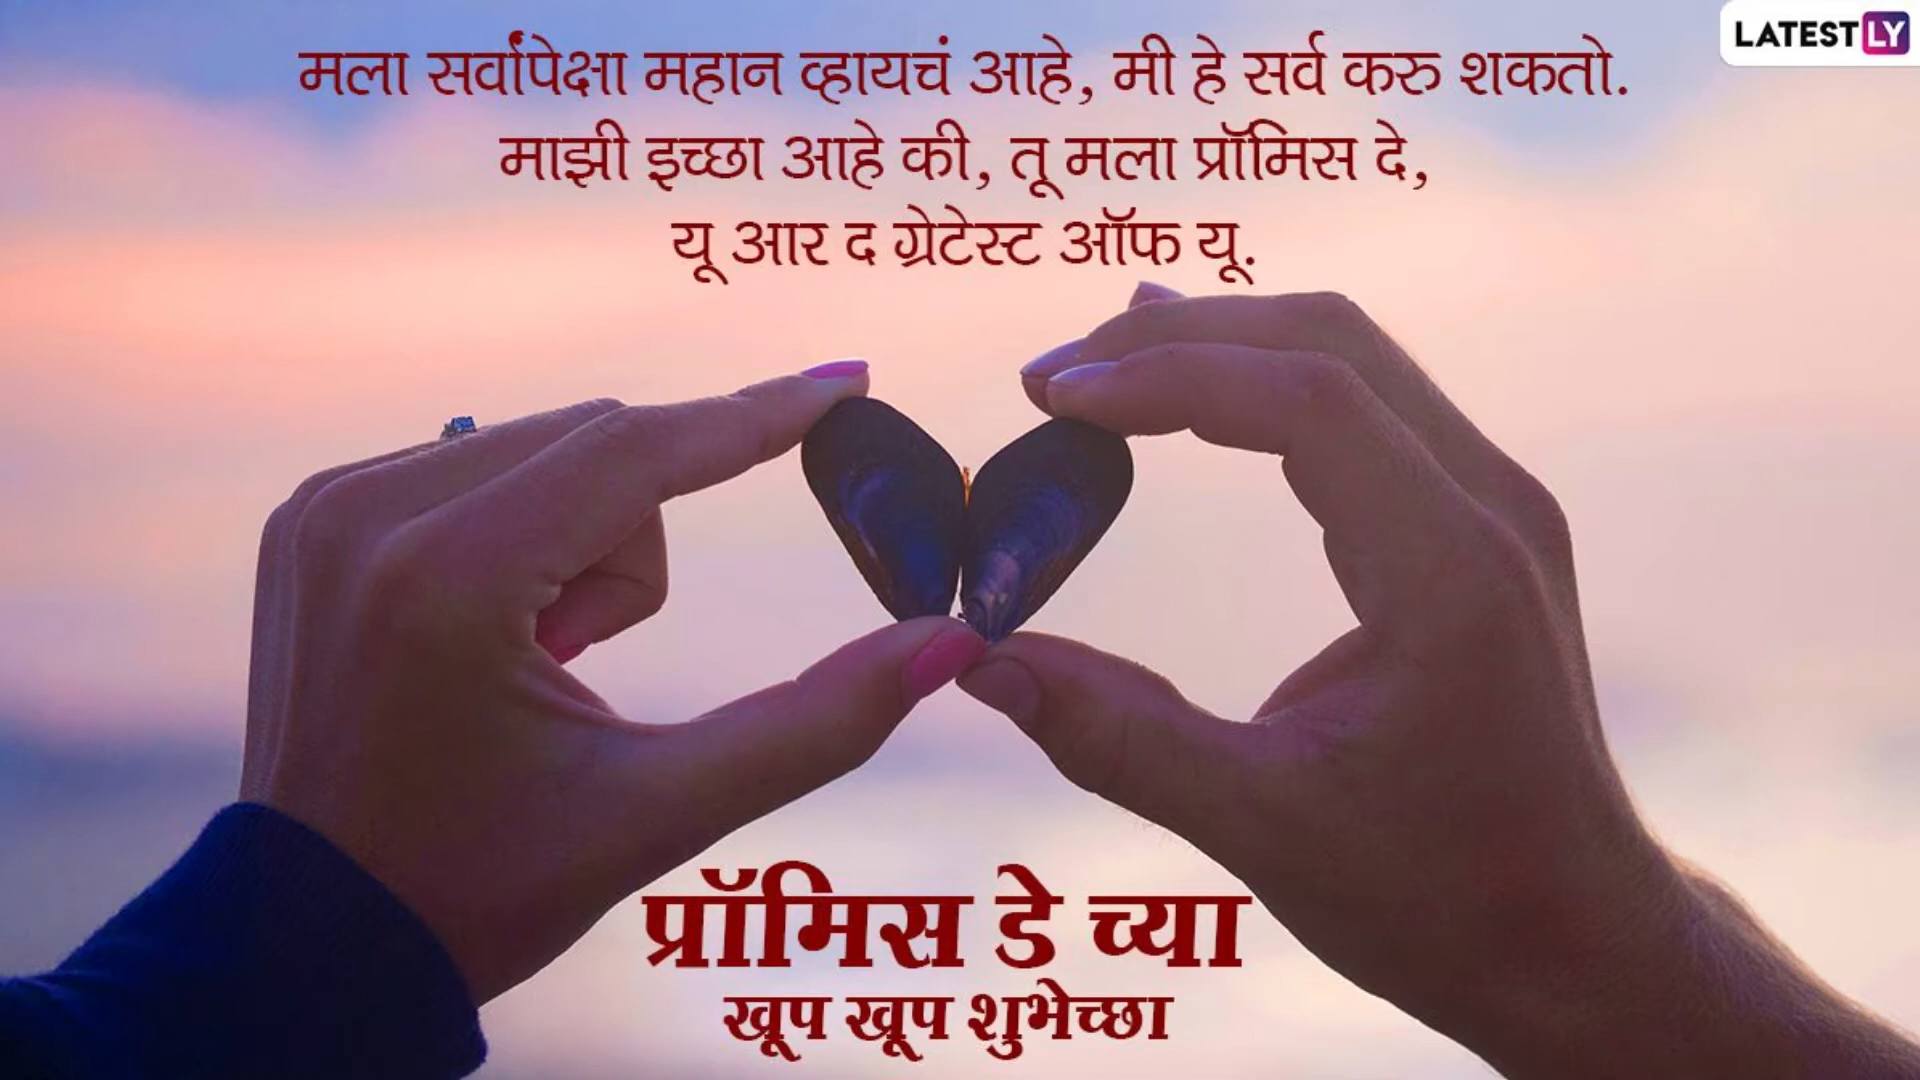 LATESTLY
मला सर्वांपेक्षा महान व्हायचं आहे, मी हे सर्व करु शकतो.
माझी इच्छा आहे की, तू मला प्रॉमिस दे,
यू आर द ग्रेटेस्ट ऑफ यू.
प्रॉमिस डे च्या
खूप खूप शुभेच्छा